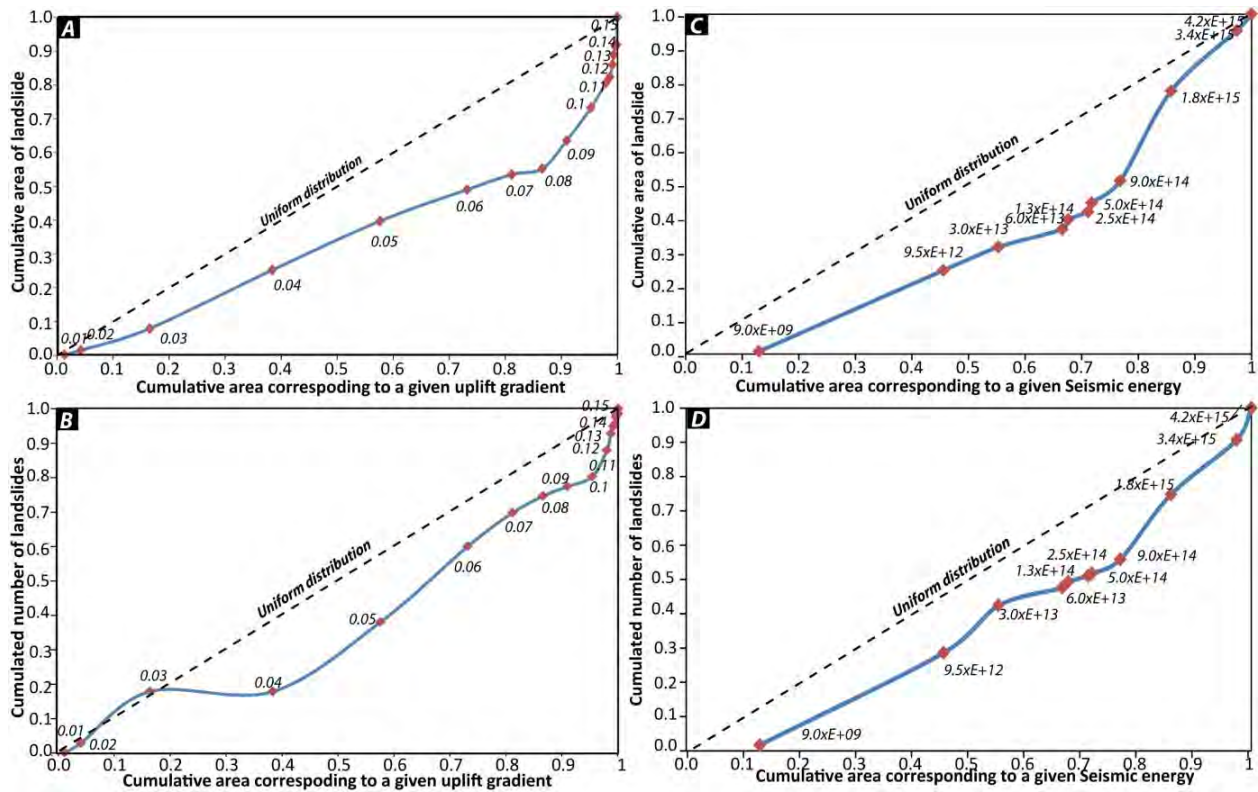 A
Cumulative area of landslide
1.0
0.9
0.8
0.7
0.6
0.5
0.4
0.3
0.2
0.1
0.0
Uniform distribution
0.15
0.14
0.13
0.12
0.11
0.1
0.09
0.08
0.07
0.06
0.05
0.04
0.03
0.02
0.01
0.0 0.1 0.2 0.3 0.4 0.5 0.6 0.7 0.8 0.9 1
Cumulative area correspoding to a given uplift gradient
C
Cumulative area of landslide
1.0
0.9
0.8
0.7
0.6
0.5
0.4
0.3
0.2
0.1
0.0
Uniform distribution
4.2xE+15
3.4xE+15
1.8xE+15
9.0xE+14
5.0xE+14
1.3xE+14
2.5xE+14
6.0xE+13
3.0xE+13
9.5xE+12
9.0xE+09
0 0.1 0.2 0.3 0.4 0.5 0.6 0.7 0.8 0.9 1
Cumulative area corresponding to a given Seismic energy
B
Cumulated number of landslides
1.0
0.9
0.8
0.7
0.6
0.5
0.4
0.3
0.2
0.1
0.0
Uniform distribution
0.15
0.14
0.13
0.12
0.11
0.1
0.09
0.08
0.07
0.06
0.05
0.04
0.03
0.01
0.02
0.0 0.1 0.2 0.3 0.4 0.5 0.6 0.7 0.8 0.9 1
Cumulative area correspoding to a given uplift gradient
D
Cumulated number of landslides
1.0
0.9
0.8
0.7
0.6
0.5
0.4
0.3
0.2
0.1
0.0
Uniform distribution
4.2xE+15
3.4xE+15
1.8xE+15
2.5xE+14
9.0xE+14
1.3xE+14
5.0xE+14
6.0xE+13
3.0xE+13
9.5xE+12
9.0xE+09
0 0.1 0.2 0.3 0.4 0.5 0.6 0.7 0.8 0.9 1
Cumulative area corresponding to a given Seismic energy